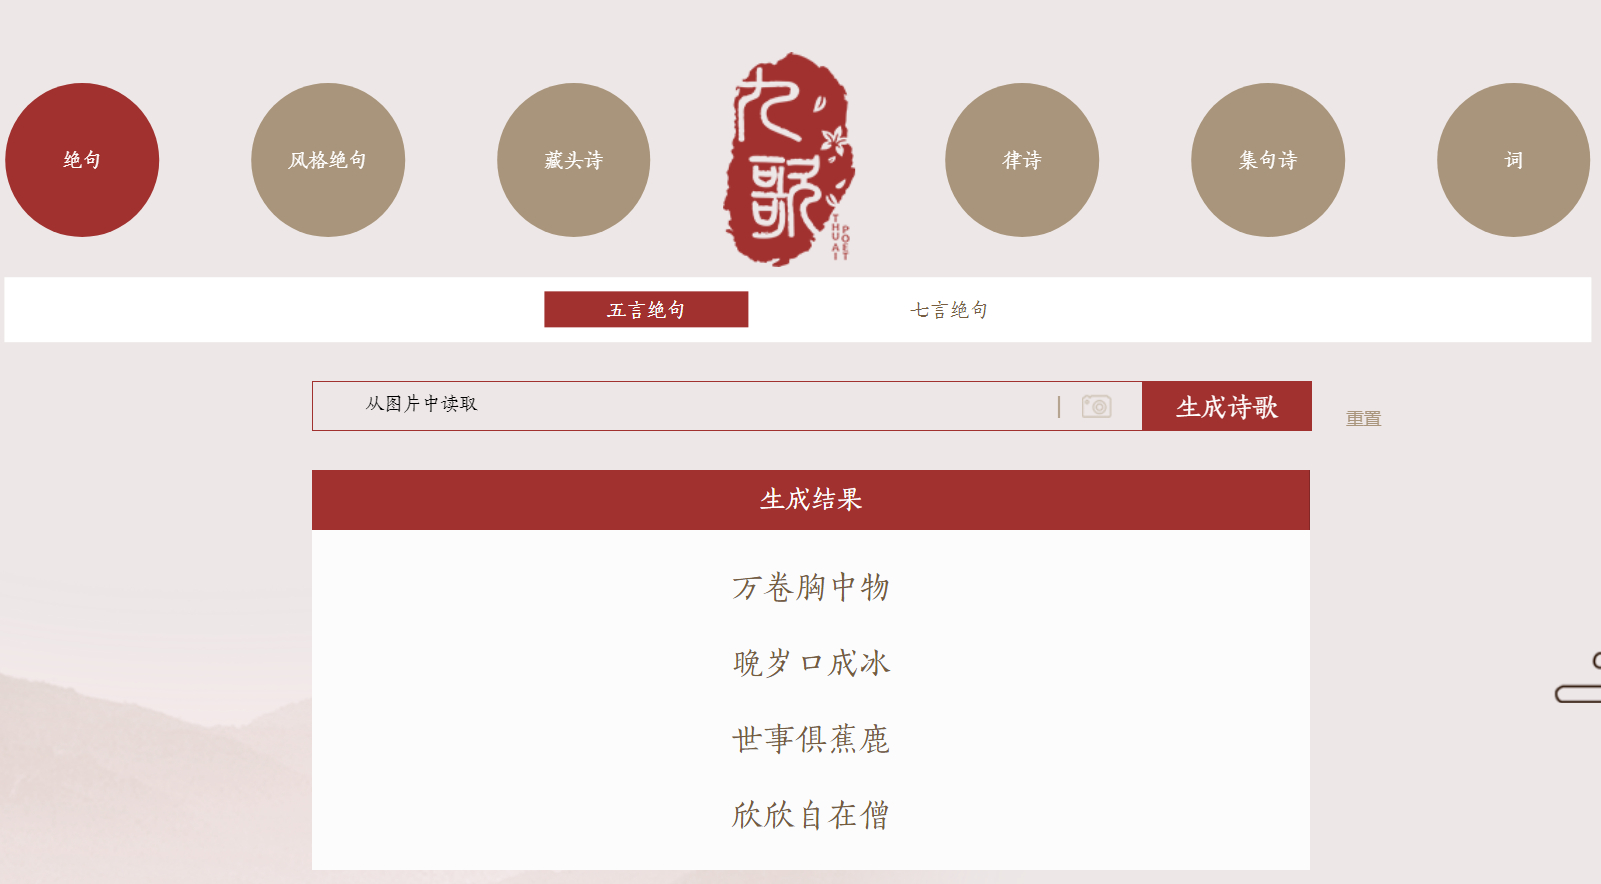 绝句
风格绝句
藏头诗
九歌
THUAI
POET
律诗
集句诗
词
五言绝句
七言绝句
从图片中读取
生成诗歌
重置
生成结果
万卷胸中物
晚岁口成冰
世事俱蕉鹿
欣欣自在僧